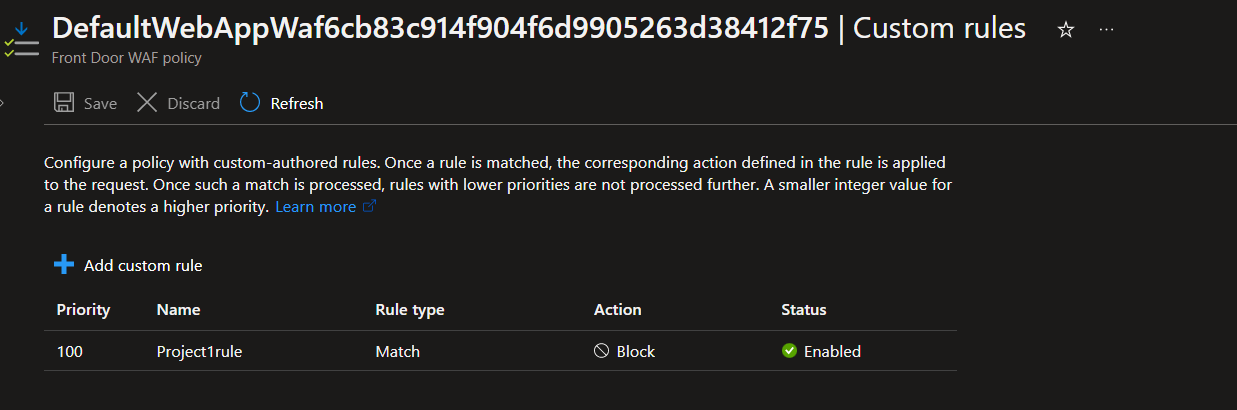 DefaultWebAppWaf6cb83c914f904f6d9905263d38412f75 | Custom rules
Front Door WAF policy
Save Discard Refresh
Configure a policy with custom-authored rules. Once a rule is matched, the corresponding action defined in the rule is applied
to the request. Once such a match is processed, rules with lower priorities are not processed further. A smaller integer value for
a rule denotes a higher priority. Learn more
Add custom rule
Priority Name Rule type Action Status
100 Project1rule Match Block Enabled